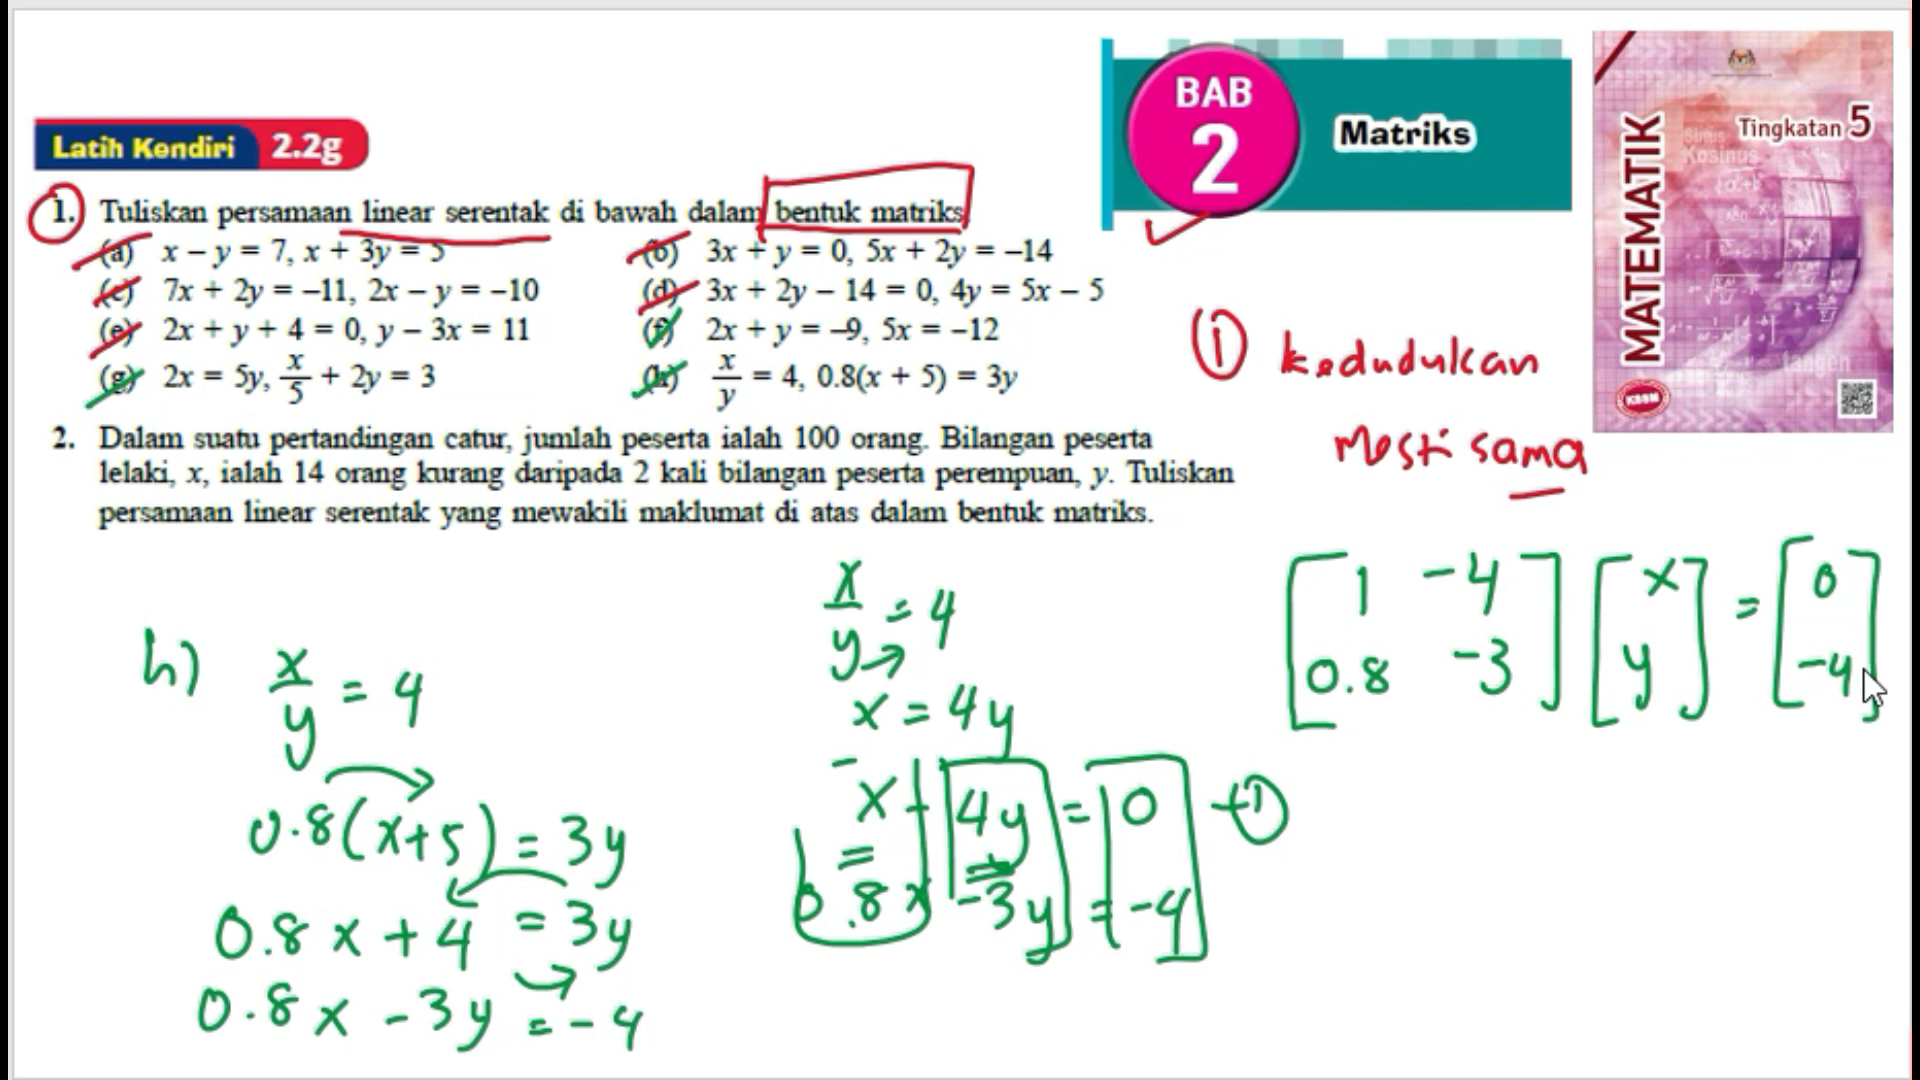 BAB
2
Matriks
MATEMATIK
Tingkatan 5
Sinus
Kosinus
tangen
KBSM
Latih Kendiri 2.2g
1. Tuliskan persamaan linear serentak di bawah dalam bentuk matriks
(a) x – y = 7, x + 3y = 5
(b) 3x + y = 0, 5x + 2y = –14
(c) 7x + 2y = –11, 2x – y = –10
(d) 3x + 2y – 14 = 0, 4y = 5x – 5
(e) 2x + y + 4 = 0, y – 3x = 11
(f) 2x + y = –9, 5x = –12
(g) 2x = 5y, x/5 + 2y = 3
(h) x/y = 4, 0.8(x + 5) = 3y
2. Dalam suatu pertandingan catur, jumlah peserta ialah 100 orang. Bilangan peserta
lelaki, x, ialah 14 orang kurang daripada 2 kali bilangan peserta perempuan, y. Tuliskan
persamaan linear serentak yang mewakili maklumat di atas dalam bentuk matriks.
① kedudukan
mesti sama
h) x/y = 4
0.8(x+5) = 3y
0.8x + 4 = 3y
0.8x - 3y = -4
x/y = 4
x = 4y
x - 4y = 0 - ①
0.8x - 3y = -4
[1 -4] [x] = [0]
[0.8 -3] [y] [-4]